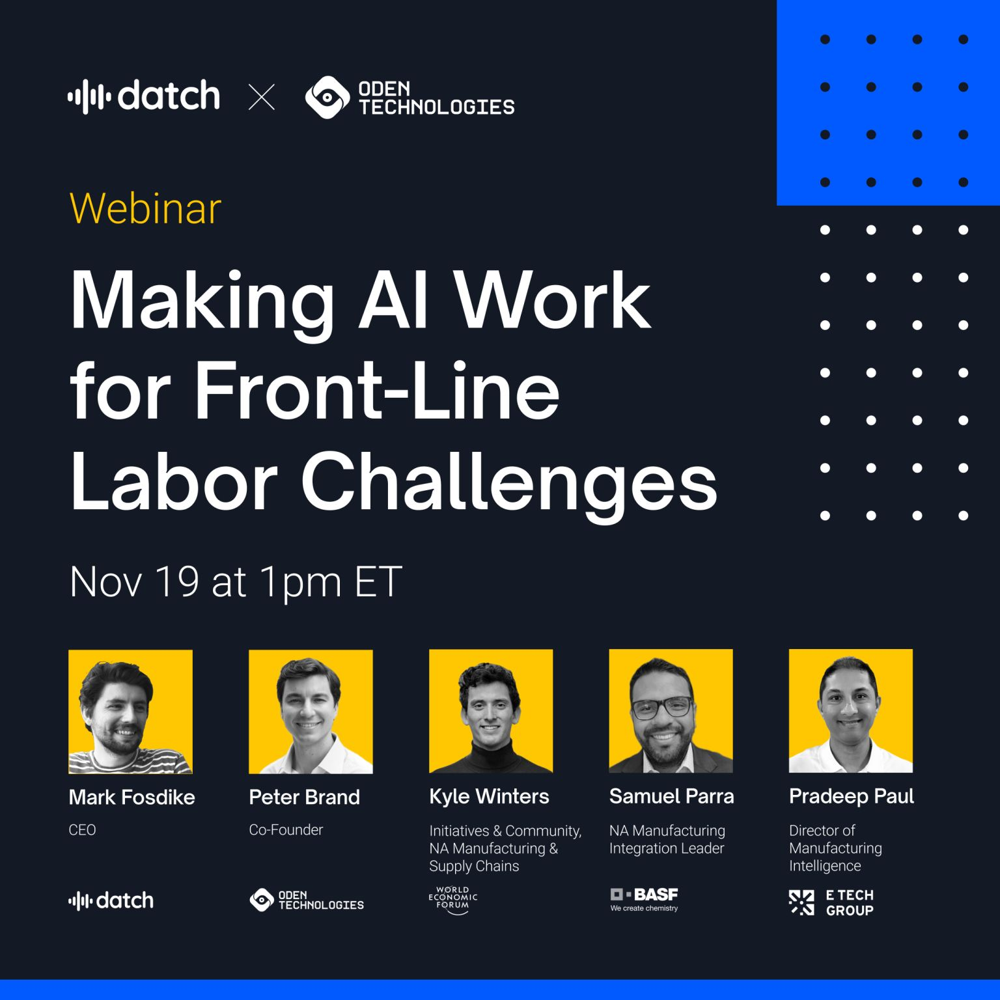 datch
ODEN
TECHNOLOGIES
Webinar
Making AI Work
for Front-Line
Labor Challenges
Nov 19 at 1pm ET
Mark Fosdike
CEO
datch
Peter Brand
Co-Founder
ODEN
TECHNOLOGIES
Kyle Winters
Initiatives & Community,
NA Manufacturing &
Supply Chains
WORLD
ECONOMIC
FORUM
Samuel Parra
NA Manufacturing
Integration Leader
BASF
We create chemistry
Pradeep Paul
Director of
Manufacturing
Intelligence
E TECH
GROUP